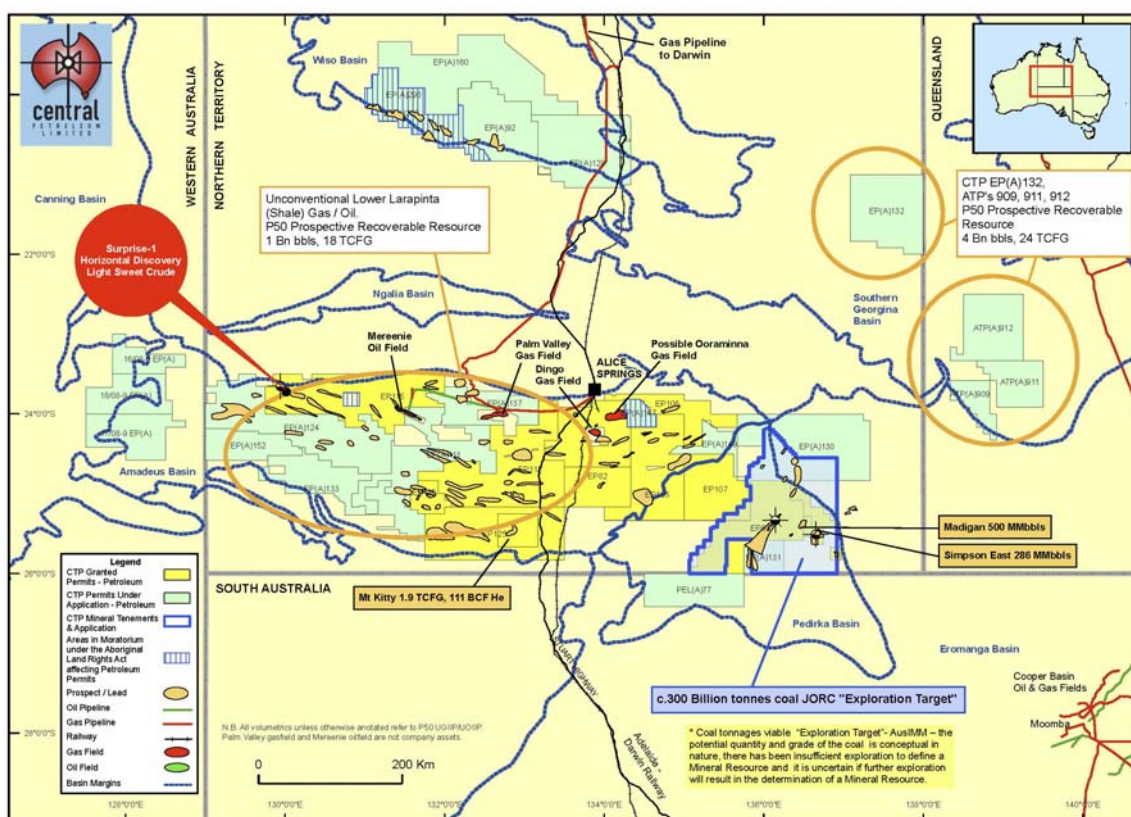 central
PETROLEUM
LIMITED
WESTERN AUSTRALIA
NORTHERN TERRITORY
Wiso Basin
EP(A)160
EP(A)92
Gas Pipeline
to Darwin
QUEENSLAND
Canning Basin
Surprise-1
Horizontal Discovery
Light Sweet Crude
Unconventional Lower Larapinta
(Shale) Gas / Oil.
P50 Prospective Recoverable Resource
1 Bn bbls, 18 TCFG
EP(A)132
CTP EP(A)132,
ATP's 909, 911, 912
P50 Prospective Recoverable
Resource
4 Bn bbls, 24 TCFG
22°0'0"S
Ngalia Basin
Southern
Georgina
Basin
ATP(A)912
ATP(A)911
Mereenie
Oil Field
Palm Valley
Gas Field
Dingo
Gas Field
ALICE
SPRINGS
Possible Ooraminna
Gas Field
24°0'0"S
EP(A)137
EP(A)124
EP(A)152
EP(A)133
EP(A)130
EP82
EP107
Amadeus Basin
Madigan 500 MMbbls
Simpson East 286 MMbbls
26°0'0"S
SOUTH AUSTRALIA
Mt Kitty 1.9 TCFG, 111 BCF He
PEL(A)77
Pedirka Basin
Eromanga Basin
Legend
CTP Granted
Permits - Petroleum
CTP Permits Under
Application - Petroleum
CTP Mineral Tenements
& Application
Areas in Moratorium
under the Aboriginal
Land Rights Act
affecting Petroleum
Permits
Prospect / Lead
Oil Pipeline
Gas Pipeline
Railway
Gas Field
Oil Field
Basin Margins
STUART HIGHWAY
Adelaide -
Darwin Railway
c.300 Billion tonnes coal JORC "Exploration Target"
* Coal tonnages viable "Exploration Target"- AusIMM – the
potential quantity and grade of the coal is conceptual in
nature, there has been insufficient exploration to define a
Mineral Resource and it is uncertain if further exploration
will result in the determination of a Mineral Resource.
Cooper Basin
Oil & Gas Fields
Moomba
N.B. All volumetrics unless otherwise anotated refer to P50 UGIIP/UOIIP.
Palm Valley gasfield and Mereenie oilfield are not company assets.
28°0'0"S
0 200 Km
128°0'0"E
130°0'0"E
132°0'0"E
134°0'0"E
136°0'0"E
138°0'0"E
140°0'0"E